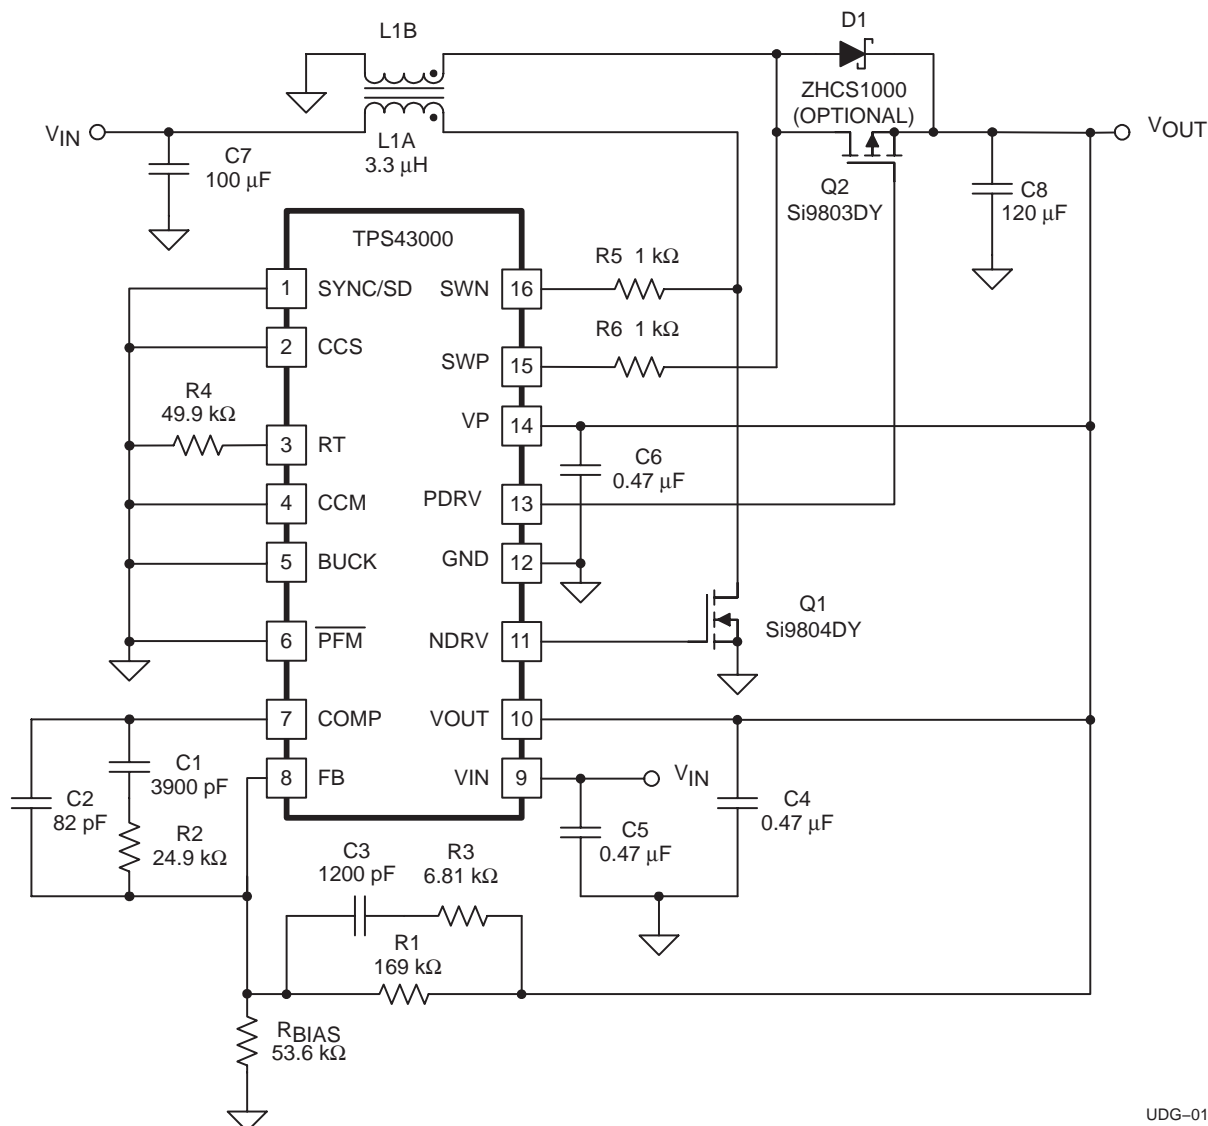 D1
L1B
ZHCS1000
(OPTIONAL)
VIN
VOUT
L1A
3.3 μH
C7
100 μF
Q2
Si9803DY
C8
120 μF
TPS43000
R5 1 kΩ
1 SYNC/SD
SWN 16
R6 1 kΩ
2 CCS
SWP 15
R4
49.9 kΩ
VP 14
3 RT
C6
0.47 μF
4 CCM
PDRV 13
5 BUCK
GND 12
Q1
Si9804DY
6 PFM
NDRV 11
7 COMP
VOUT 10
C1
3900 pF
8 FB
VIN 9
VIN
C2
82 pF
C4
0.47 μF
R2
24.9 kΩ
C5
0.47 μF
C3
1200 pF
R3
6.81 kΩ
R1
169 kΩ
RBIAS
53.6 kΩ
UDG–01